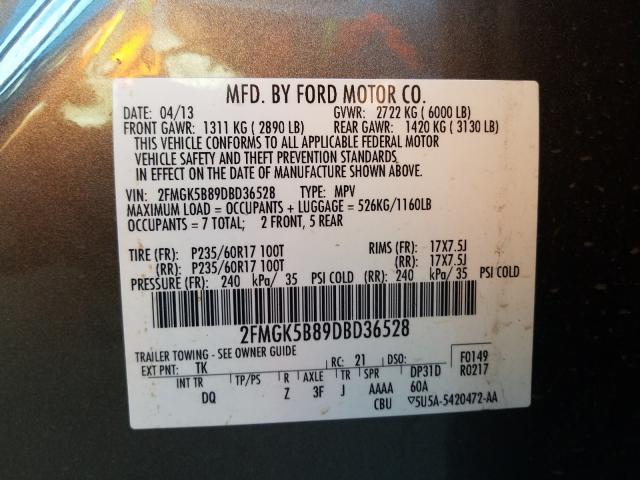 MFD. BY FORD MOTOR CO.
DATE: 04/13 GVWR: 2722 KG ( 6000 LB)
FRONT GAWR: 1311 KG ( 2890 LB) REAR GAWR: 1420 KG ( 3130 LB)
THIS VEHICLE CONFORMS TO ALL APPLICABLE FEDERAL MOTOR
VEHICLE SAFETY AND THEFT PREVENTION STANDARDS
IN EFFECT ON THE DATE OF MANUFACTURE SHOWN ABOVE.
VIN: 2FMGK5B89DBD36528 TYPE: MPV
MAXIMUM LOAD = OCCUPANTS + LUGGAGE = 526KG/1160LB
OCCUPANTS = 7 TOTAL; 2 FRONT, 5 REAR
TIRE (FR): P235/60R17 100T RIMS (FR): 17X7.5J
(RR): P235/60R17 100T (RR): 17X7.5J
PRESSURE (FR): 240 kPa/ 35 PSI COLD (RR): 240 kPa/ 35 PSI COLD
2FMGK5B89DBD36528
TRAILER TOWING - SEE OWNER GUIDE
EXT PNT: TK RC: 21 DSO: F0149
INT TR TP/PS R AXLE TR SPR DP31D R0217
DQ Z 3F J AAAA 60A
CBU ▽5U5A-5420472-AA